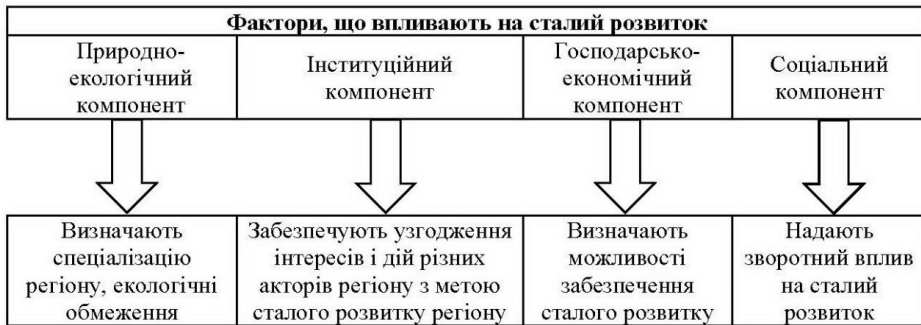 Фактори, що впливають на сталий розвиток
Природно-
екологічний
компонент
Інституційний
компонент
Господарсько-
економічний
компонент
Соціальний
компонент
Визначають
спеціалізацію
регіону, екологічні
обмеження
Забезпечують узгодження
інтересів і дій різних
акторів регіону з метою
сталого розвитку регіону
Визначають
можливості
забезпечення
сталого розвитку
Надають
зворотний вплив
на сталий
розвиток